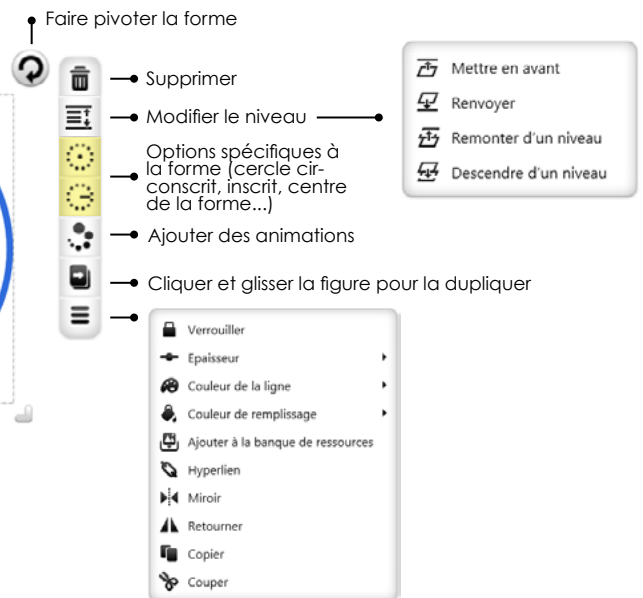 Faire pivoter la forme
Supprimer
Modifier le niveau
Mettre en avant
Renvoyer
Remonter d'un niveau
Descendre d'un niveau
Options spécifiques à
la forme (cercle cir-
conscrit, inscrit, centre
de la forme...)
Ajouter des animations
Cliquer et glisser la figure pour la dupliquer
Verrouiller
Epaisseur
Couleur de la ligne
Couleur de remplissage
Ajouter à la banque de ressources
Hyperlien
Miroir
Retourner
Copier
Couper